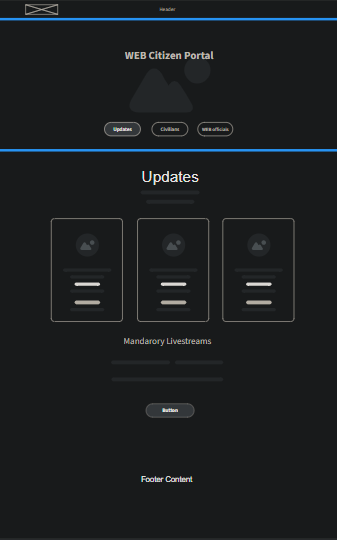 Header
WEB Citizen Portal
Updates
Civilians
WEB officials
Updates
Mandarory Livestreams
Button
Footer Content